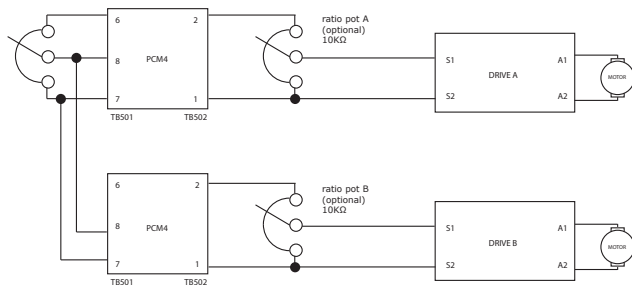 6
2
ratio pot A
(optional)
10KΩ
8
PCM4
S1
DRIVE A
A1
MOTOR
7
1
S2
A2
TB501
TB502
6
2
ratio pot B
(optional)
10KΩ
8
PCM4
S1
DRIVE B
A1
MOTOR
7
1
S2
A2
TB501
TB502